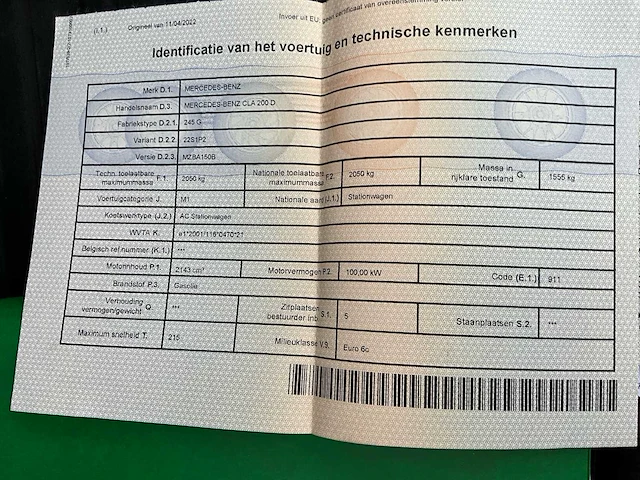 (I.1.) Origineel van 11/04/2022 Invoer uit EU, geen certificaat van overeenstemming
Identificatie van het voertuig en technische kenmerken
Merk D.1. MERCEDES-BENZ
Handelsnaam D.3. MERCEDES-BENZ CLA 200 D
Fabriekstype D.2.1. 245 G
Variant D.2.2. 22S1P2
Versie D.2.3. MZBA150B
Techn. toelaatbare maximummassa F.1. 2050 kg Nationale toelaatbare maximummassa F.2. 2050 kg Massa in rijklare toestand G. 1555 kg
Voertuigcategorie J. M1 Nationale aard (J.1.) Stationwagen
Koetswerktype (J.2.) AC Stationwagen
WVTA K. e1*2001/116*0470*21
Belgisch ref.nummer (K.1.) ***
Motorinhoud P.1. 2143 cm³ Motorvermogen P.2. 100,00 kW Code (E.1.) 911
Brandstof P.3. Gasolie
Verhouding vermogen/gewicht Q. *** Zitplaatsen bestuurder inb S.1. 5 Staanplaatsen S.2. ***
Maximum snelheid T. 215 Milieuklasse V.9. Euro 6c